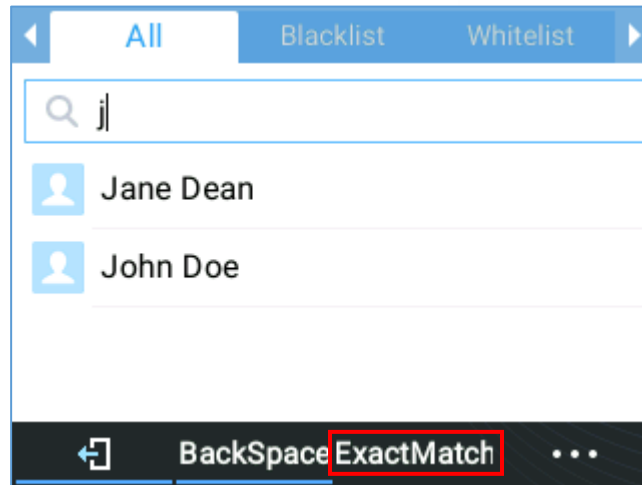 All Blacklist Whitelist
j
Jane Dean
John Doe
BackSpace ExactMatch